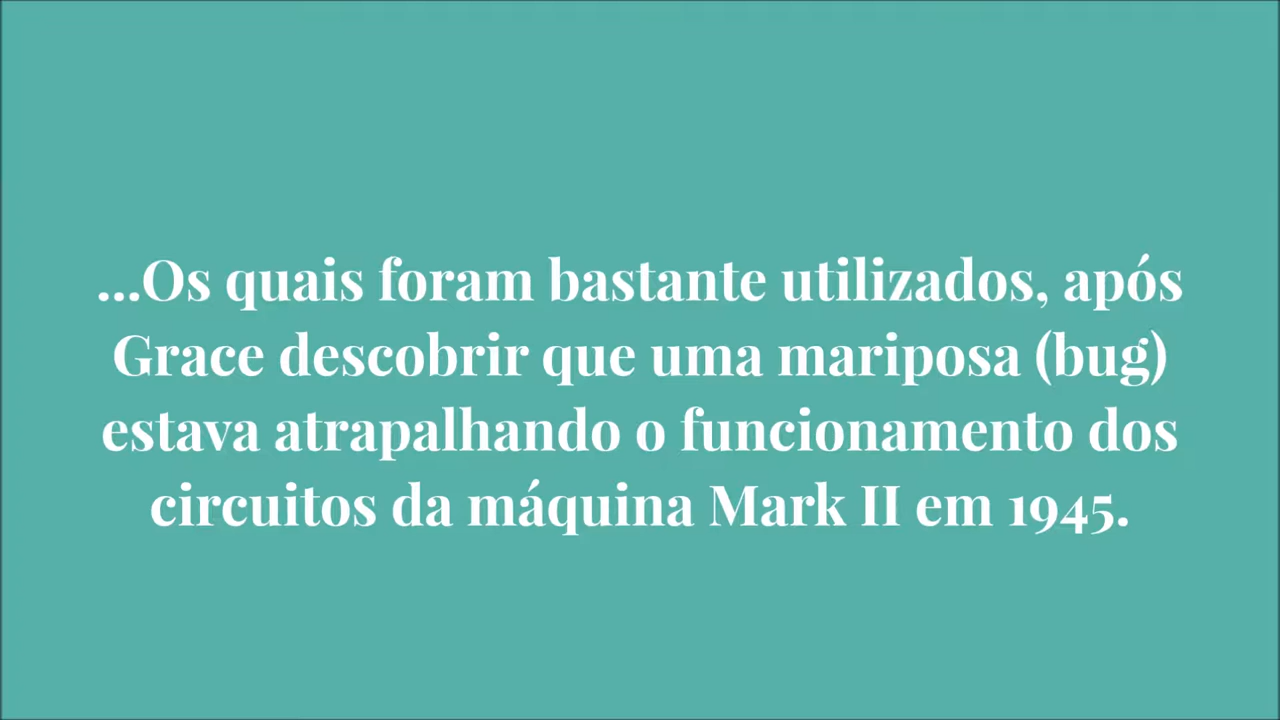 ...Os quais foram bastante utilizados, após
Grace descobrir que uma mariposa (bug)
estava atrapalhando o funcionamento dos
circuitos da máquina Mark II em 1945.